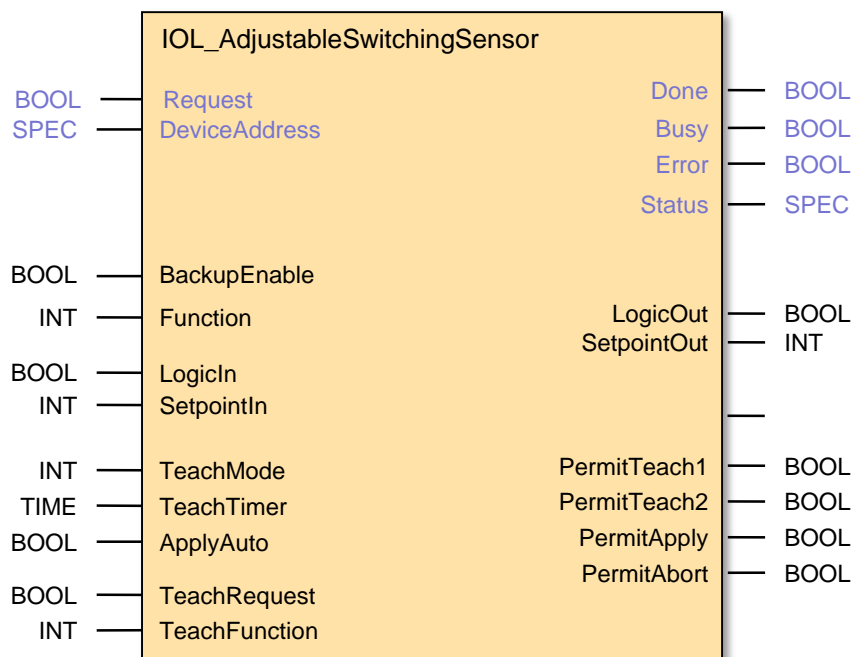 IOL_AdjustableSwitchingSensor
BOOL Request Done BOOL
SPEC DeviceAddress Busy BOOL
Error BOOL
Status SPEC
BOOL BackupEnable
INT Function LogicOut BOOL
SetpointOut INT
BOOL LogicIn
INT SetpointIn
INT TeachMode PermitTeach1 BOOL
TIME TeachTimer PermitTeach2 BOOL
BOOL ApplyAuto PermitApply BOOL
PermitAbort BOOL
BOOL TeachRequest
INT TeachFunction